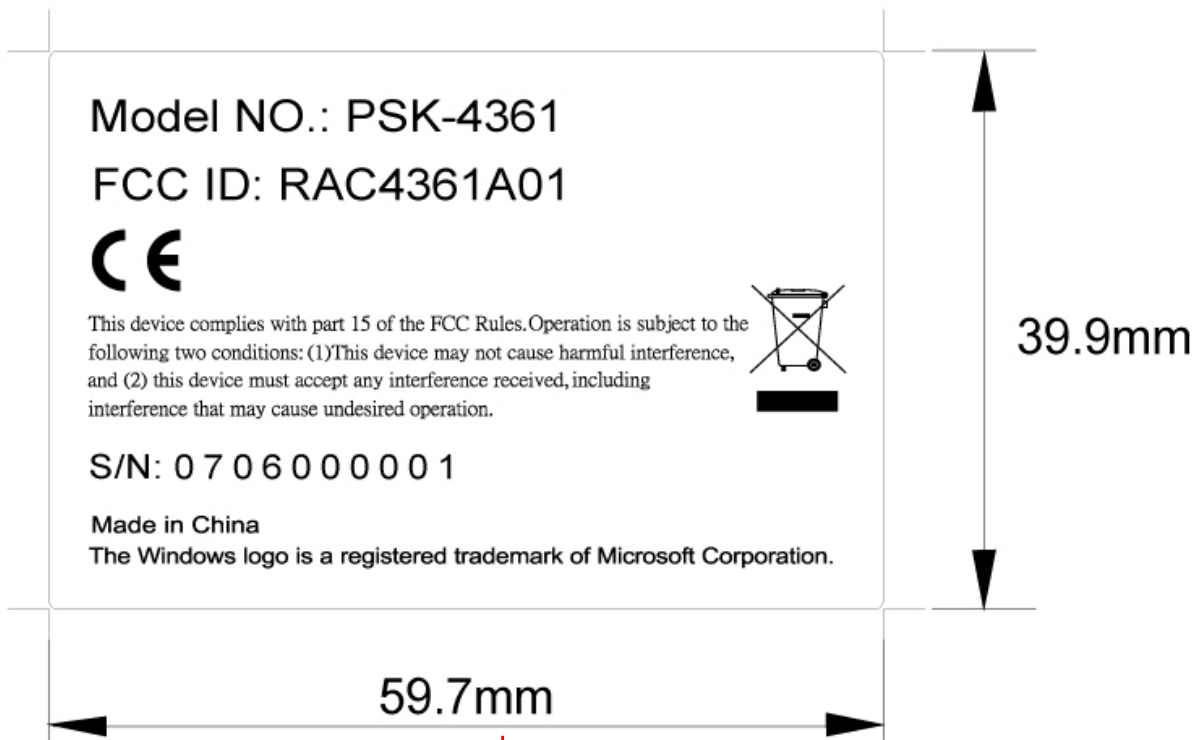 Model NO.: PSK-4361
FCC ID: RAC4361A01
CE
This device complies with part 15 of the FCC Rules.Operation is subject to the
following two conditions: (1)This device may not cause harmful interference,
and (2) this device must accept any interference received,including
interference that may cause undesired operation.
39.9mm
S/N: 0 7 0 6 0 0 0 0 0 1
Made in China
The Windows logo is a registered trademark of Microsoft Corporation.
59.7mm